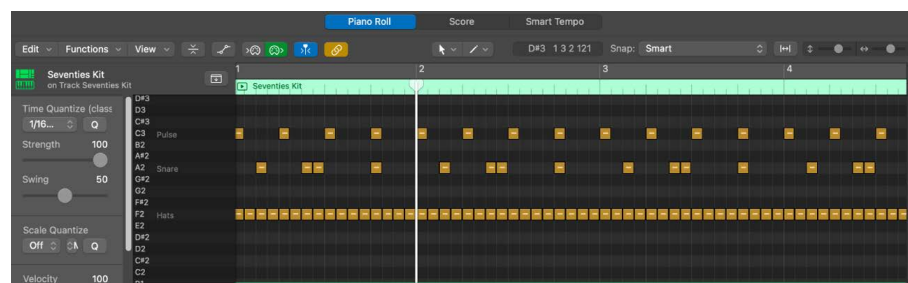 Piano Roll Score Smart Tempo
Edit Functions View D#3 1 3 2 121 Snap: Smart
Seventies Kit
on Track Seventies Kit
1 2 3 4
Seventies Kit
Time Quantize (class
1/16... Q
Strength 100
Swing 50
Scale Quantize
Off Q
Velocity 100
D#3
D3
C#3
C3 Pulse
B2
A#2
A2 Snare
G#2
G2
F#2
F2 Hats
E2
D#2
D2
C#2
C2